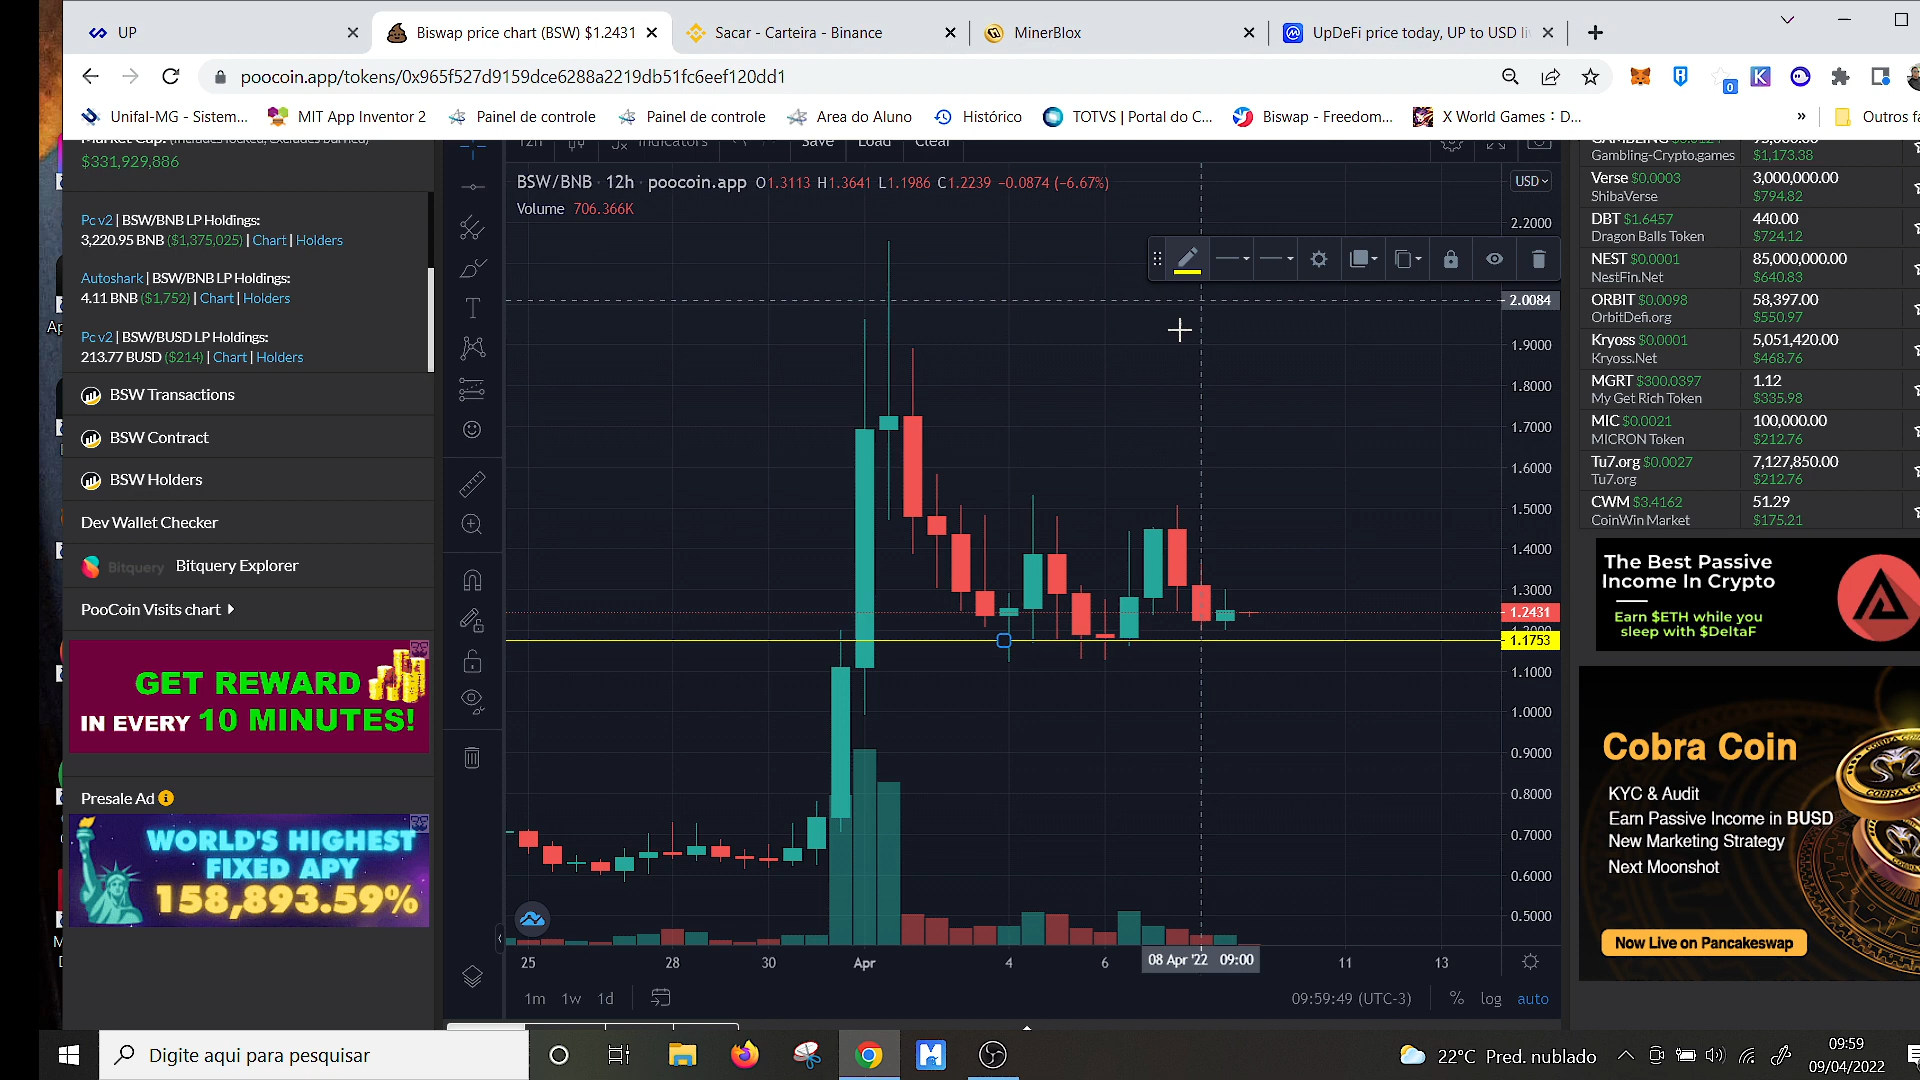 UP
Biswap price chart (BSW) $1.2431
Sacar - Carteira - Binance
MinerBlox
UpDeFi price today, UP to USD li
poocoin.app/tokens/0x965f527d9159dce6288a2219db51fc6eef120dd1
0
Unifal-MG - Sistem...
MIT App Inventor 2
Painel de controle
Painel de controle
Area do Aluno
Histórico
TOTVS | Portal do C...
Biswap - Freedom...
X World Games : D...
»
Outros fa
Market Cap: (Includes locked, excludes burned)
$331,929,886
Pc v2 | BSW/BNB LP Holdings:
3,220.95 BNB ($1,375,025) | Chart | Holders
Autoshark | BSW/BNB LP Holdings:
4.11 BNB ($1,752) | Chart | Holders
Pc v2 | BSW/BUSD LP Holdings:
213.77 BUSD ($214) | Chart | Holders
BSW Transactions
BSW Contract
BSW Holders
Dev Wallet Checker
Bitquery
Bitquery Explorer
PooCoin Visits chart
GET REWARD
IN EVERY 10 MINUTES!
Presale Ad
WORLD'S HIGHEST
FIXED APY
158,893.59%
12h
Indicators
Save
Load
Clear
BSW/BNB · 12h · poocoin.app O1.3113 H1.3641 L1.1986 C1.2239 −0.0874 (−6.67%)
Volume 706.366K
USD
2.2000
2.0084
1.9000
1.8000
1.7000
1.6000
1.5000
1.4000
1.3000
1.2431
1.1753
1.1000
1.0000
0.9000
0.8000
0.7000
0.6000
0.5000
25
28
30
Apr
4
6
08 Apr '22 09:00
11
13
1m
1w
1d
09:59:49 (UTC-3)
%
log
auto
Gambling-Crypto.games
$1,173.38
Verse $0.0003
3,000,000.00
ShibaVerse
$794.82
DBT $1.6457
440.00
Dragon Balls Token
$724.12
NEST $0.0001
85,000,000.00
NestFin.Net
$640.83
ORBIT $0.0098
58,397.00
OrbitDefi.org
$550.97
Kryoss $0.0001
5,051,420.00
Kryoss.Net
$468.76
MGRT $300.0397
1.12
My Get Rich Token
$335.98
MIC $0.0021
100,000.00
MICRON Token
$212.76
Tu7.org $0.0027
7,127,850.00
Tu7.org
$212.76
CWM $3.4162
51.29
CoinWin Market
$175.21
The Best Passive
Income In Crypto
Earn $ETH while you
sleep with $DeltaF
Cobra Coin
KYC & Audit
Earn Passive Income in BUSD
New Marketing Strategy
Next Moonshot
Now Live on Pancakeswap
Digite aqui para pesquisar
22°C Pred. nublado
09:59
09/04/2022